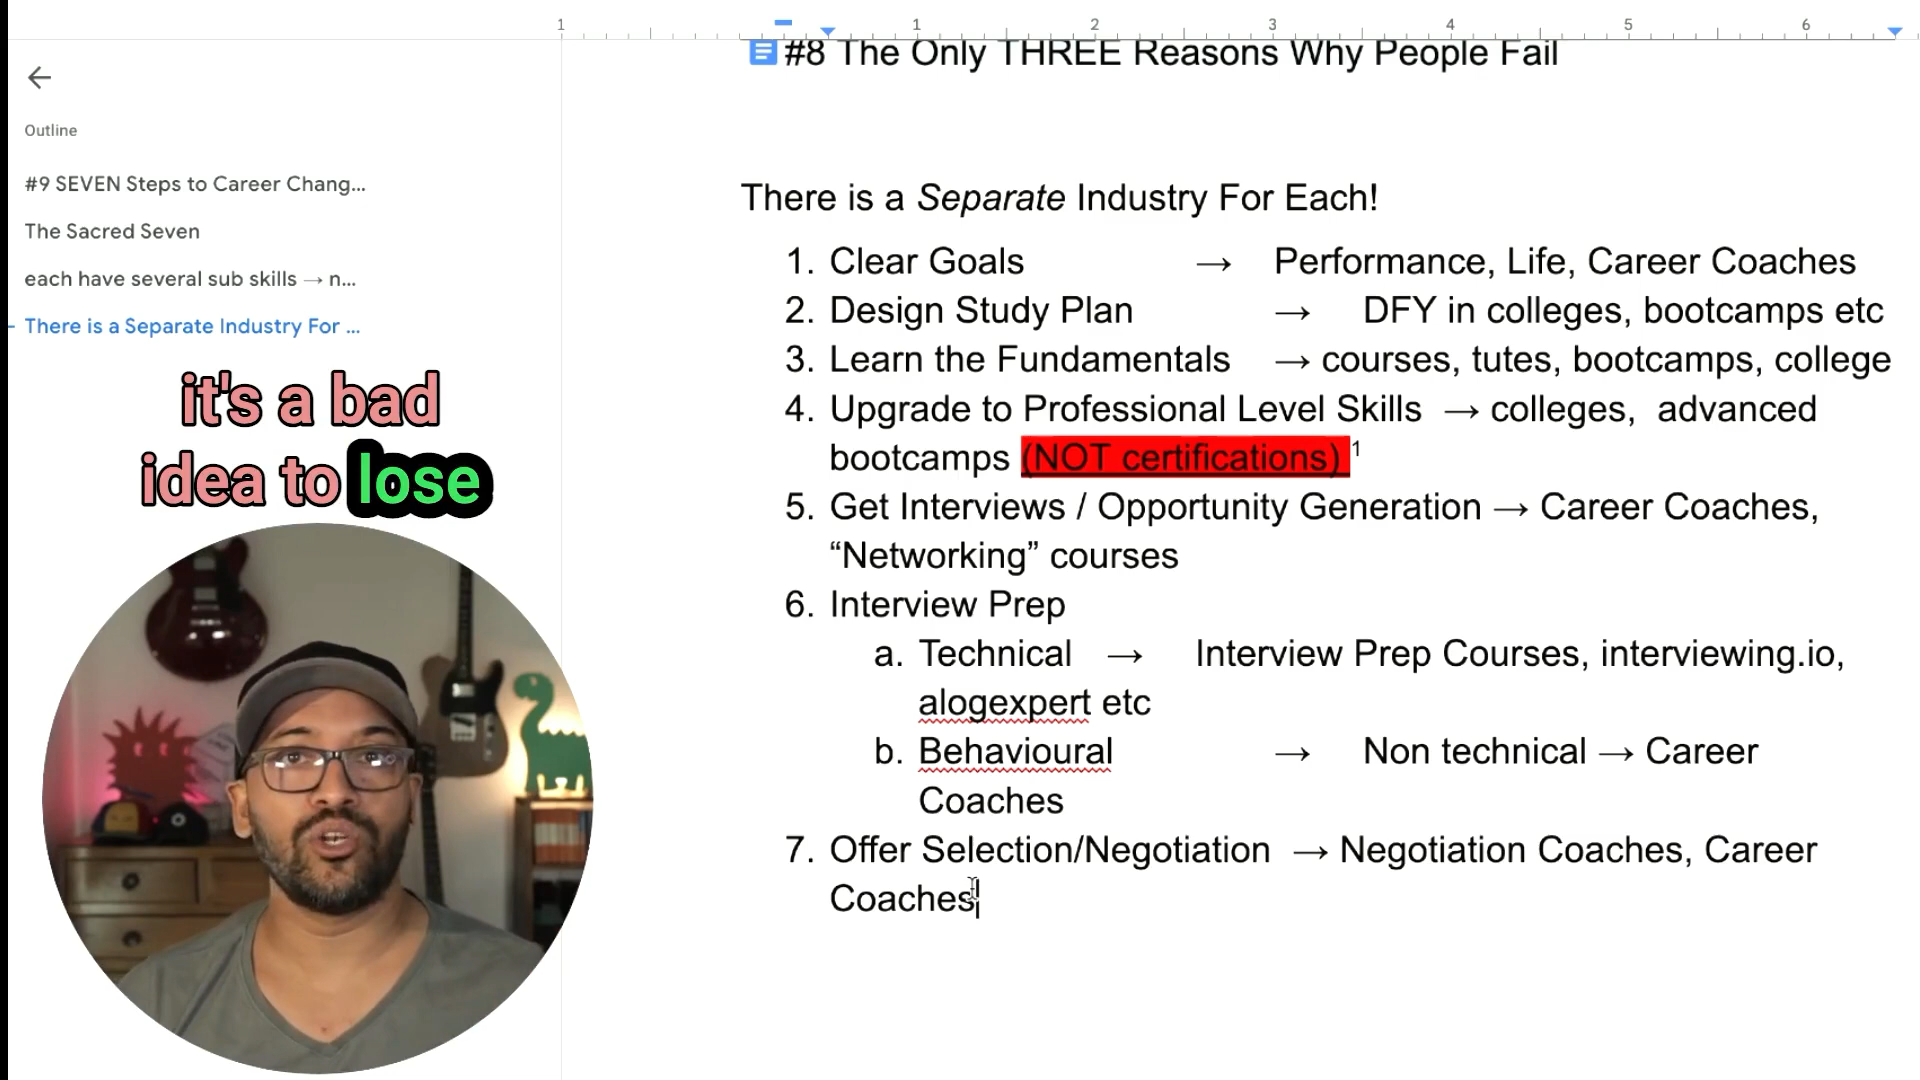 1 1 2 3 4 5 6
#8 The Only THREE Reasons Why People Fail
Outline
#9 SEVEN Steps to Career Chang...
The Sacred Seven
each have several sub skills → n...
There is a Separate Industry For ...
it's a bad
idea to lose
There is a Separate Industry For Each!
1. Clear Goals → Performance, Life, Career Coaches
2. Design Study Plan → DFY in colleges, bootcamps etc
3. Learn the Fundamentals → courses, tutes, bootcamps, college
4. Upgrade to Professional Level Skills → colleges, advanced
bootcamps (NOT certifications) 1
5. Get Interviews / Opportunity Generation → Career Coaches,
“Networking” courses
6. Interview Prep
a. Technical → Interview Prep Courses, interviewing.io,
alogexpert etc
b. Behavioural → Non technical → Career
Coaches
7. Offer Selection/Negotiation → Negotiation Coaches, Career
Coaches